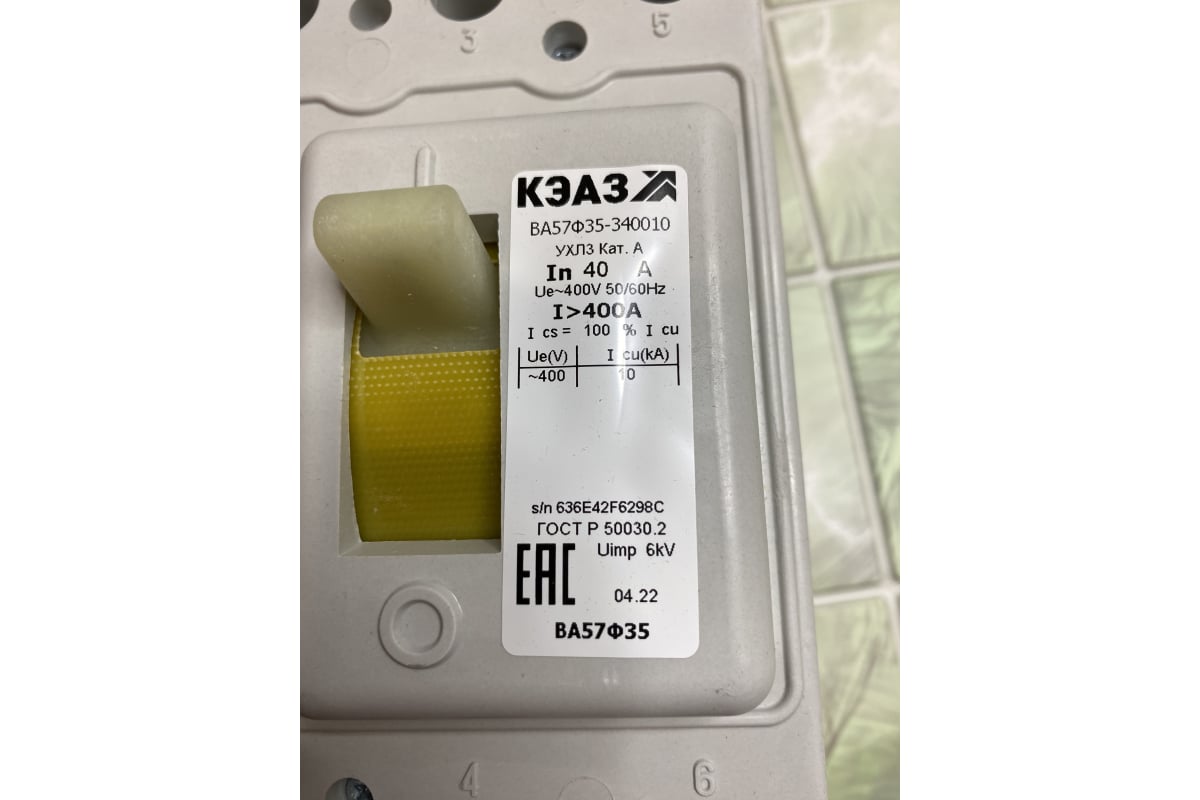 3 5
КЭАЗ
ВА57Ф35-340010
УХЛ3 Кат. А
In 40 A
Ue~400V 50/60Hz
I>400A
I cs = 100 % I cu
Ue(V) I cu(kA)
~400 10
s/n 636E42F6298C
ГОСТ Р 50030.2
EAC Uimp 6kV
04.22
ВА57Ф35
4 6